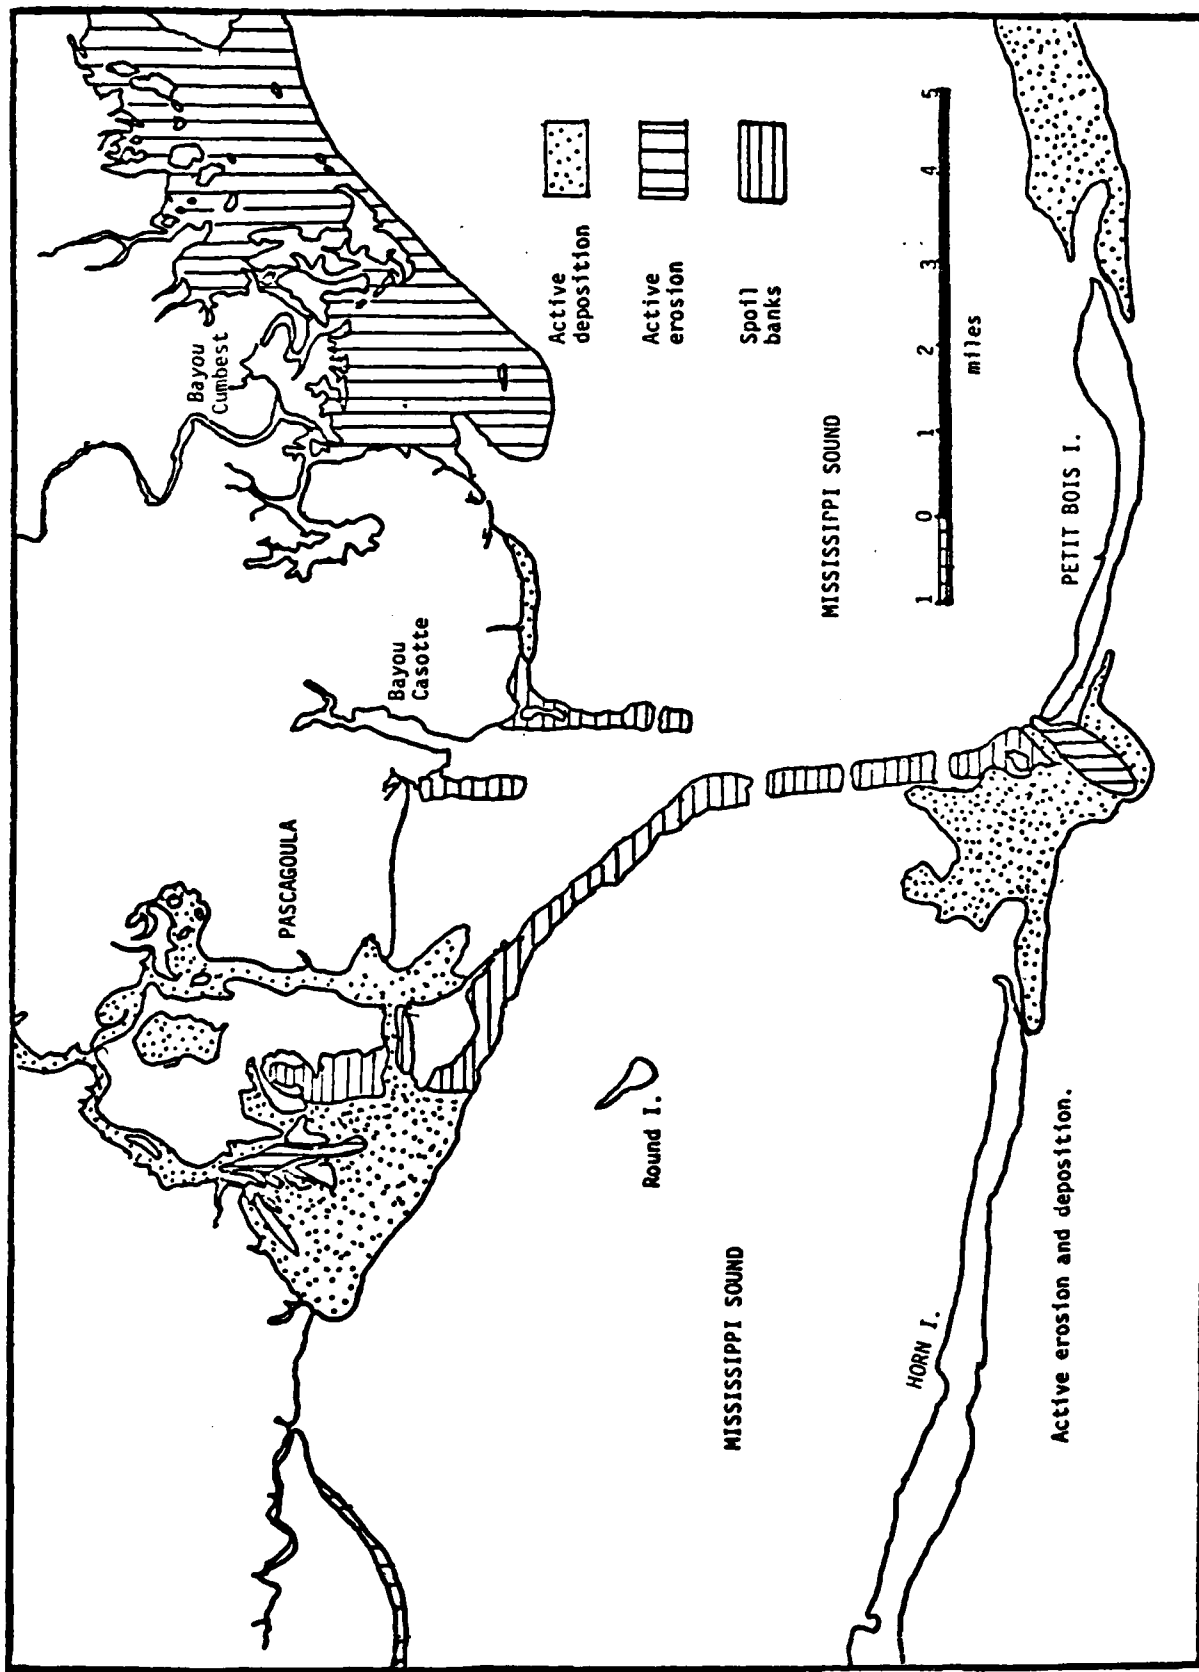 Bayou
Cumbest
PASCAGOULA
Bayou
Casotte
Active
deposition
Active
erosion
Spoil
banks
Round I.
MISSISSIPPI SOUND
MISSISSIPPI SOUND
1 0 1 2 3 4 5
miles
HORN I.
PETIT BOIS I.
Active erosion and deposition.